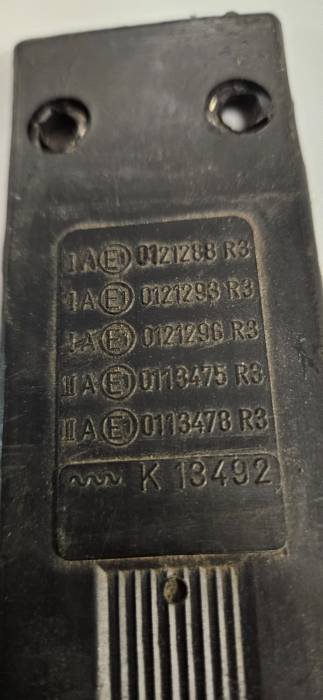 I A E1 0121288 R3
I A E1 0121293 R3
I A E1 0121296 R3
II A E1 0113475 R3
II A E1 0113478 R3
~~~ K 13492